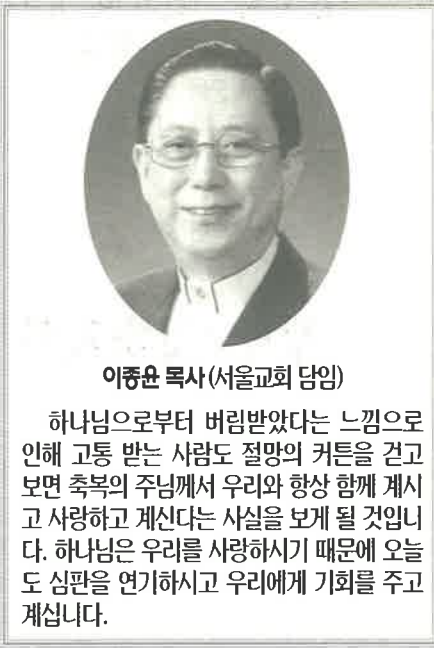 이종윤 목사 (서울교회 담임)
하나님으로부터 버림받았다는 느낌으로
인해 고통 받는 사람도 절망의 커튼을 걷고
보면 축복의 주님께서 우리와 항상 함께 계시
고 사랑하고 계신다는 사실을 보게 될 것입니
다. 하나님은 우리를 사랑하시기 때문에 오늘
도 심판을 연기하시고 우리에게 기회를 주고
계십니다.